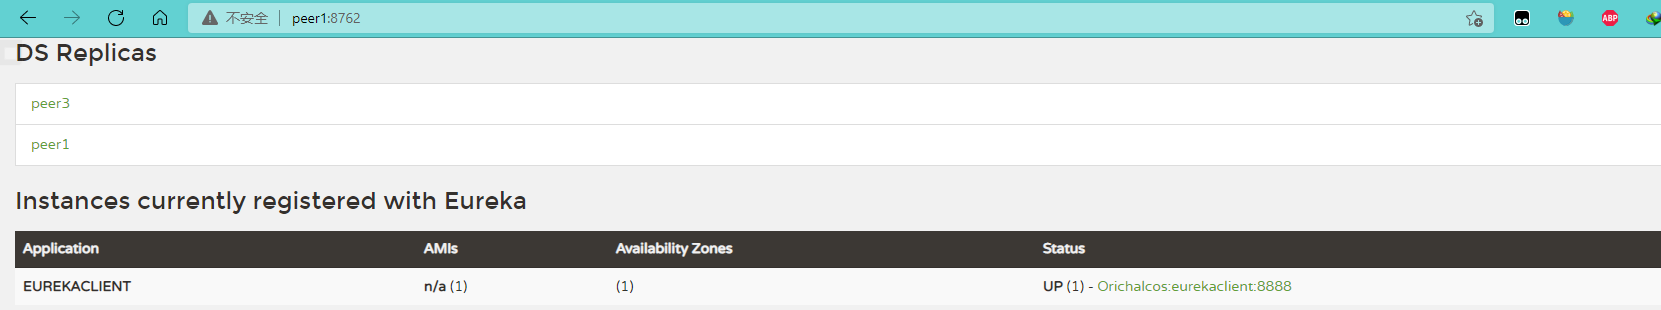 不安全 peer1:8762
ABP
DS Replicas
peer3
peer1
Instances currently registered with Eureka
Application AMIs Availability Zones Status
EUREKACLIENT n/a (1) (1) UP (1) - Orichalcos:eurekaclient:8888